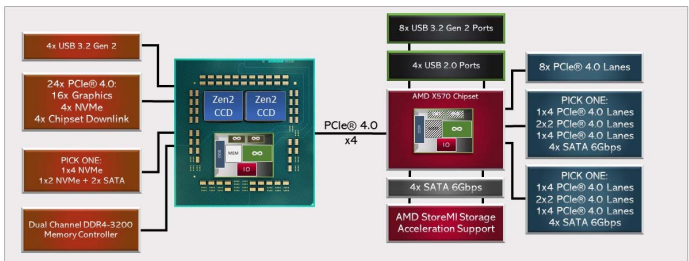 4x USB 3.2 Gen 2
24x PCIe® 4.0:
16x Graphics
4x NVMe
4x Chipset Downlink
PICK ONE:
1x4 NVMe
1x2 NVMe + 2x SATA
Dual Channel DDR4-3200
Memory Controller
Zen2
CCD
Zen2
CCD
DDR
MEM
IO
PCIe® 4.0
x4
8x USB 3.2 Gen 2 Ports
4x USB 2.0 Ports
AMD X570 Chipset
DDR
IO
4x SATA 6Gbps
AMD StoreMI Storage
Acceleration Support
8x PCIe® 4.0 Lanes
PICK ONE:
1x4 PCIe® 4.0 Lanes
2x2 PCIe® 4.0 Lanes
1x4 PCIe® 4.0 Lanes
4x SATA 6Gbps
PICK ONE:
1x4 PCIe® 4.0 Lanes
2x2 PCIe® 4.0 Lanes
1x4 PCIe® 4.0 Lanes
4x SATA 6Gbps